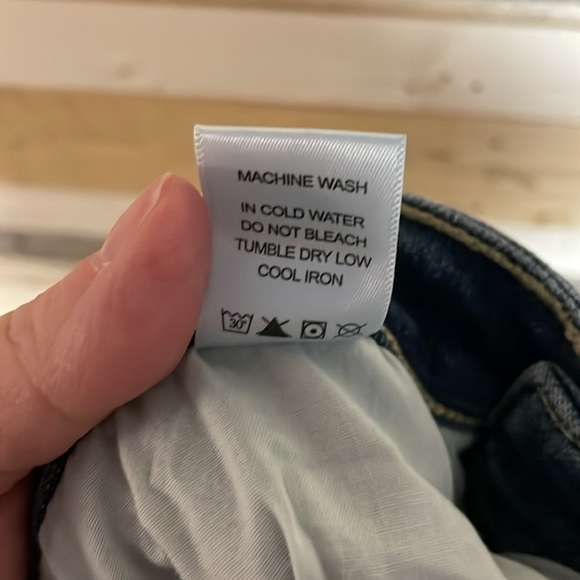 MACHINE WASH
IN COLD WATER
DO NOT BLEACH
TUMBLE DRY LOW
COOL IRON
30°